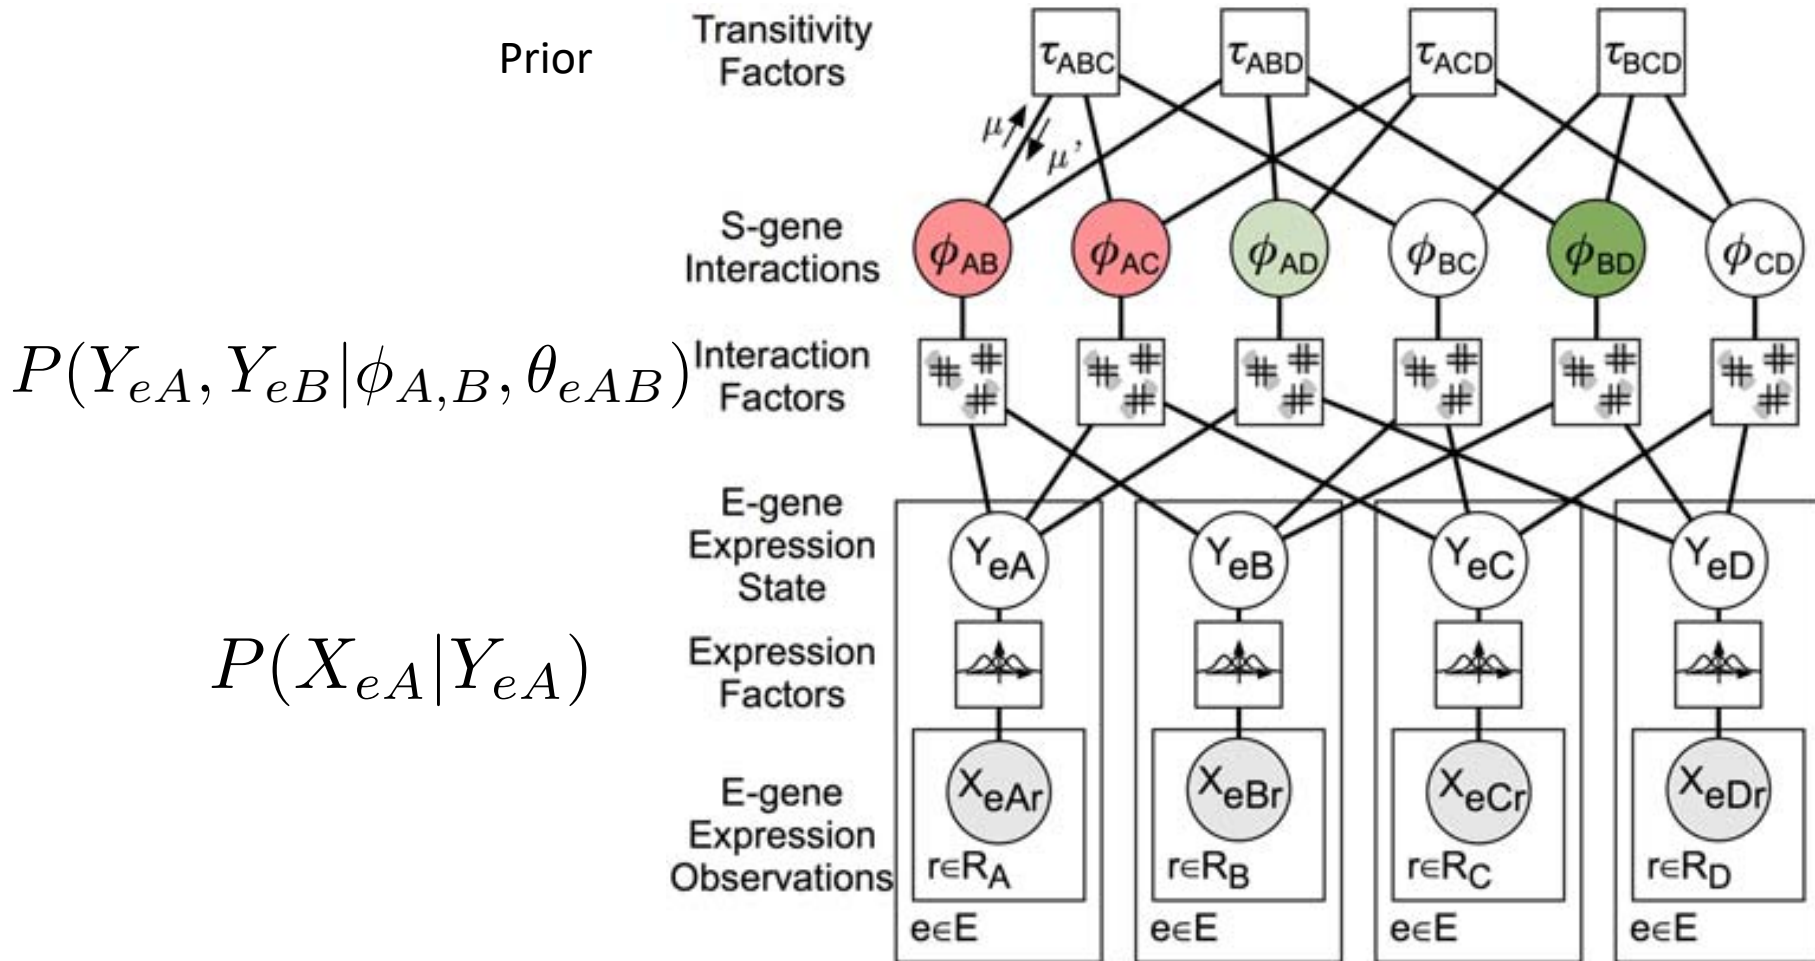 Prior
Transitivity
Factors
τABC
τABD
τACD
τBCD
μ
μ’
S-gene
Interactions
ϕAB
ϕAC
ϕAD
ϕBC
ϕBD
ϕCD
P(YeA, YeB|ϕA,B, θeAB)
Interaction
Factors
E-gene
Expression
State
YeA
YeB
YeC
YeD
P(XeA|YeA)
Expression
Factors
E-gene
Expression
Observations
XeAr
XeBr
XeCr
XeDr
r∈RA
r∈RB
r∈RC
r∈RD
e∈E
e∈E
e∈E
e∈E